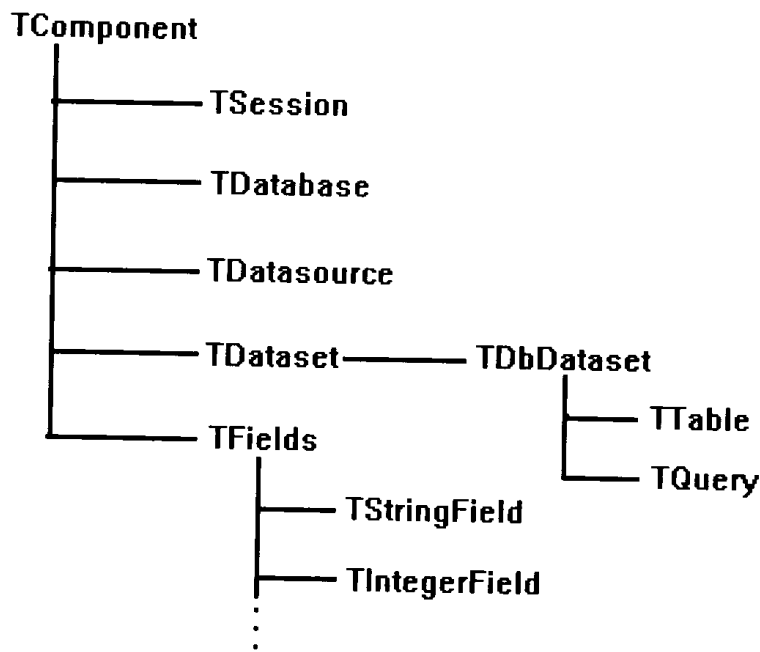 TComponent
TSession
TDatabase
TDatasource
TDataset
TDbDataset
TTable
TFields
TQuery
TStringField
TIntegerField